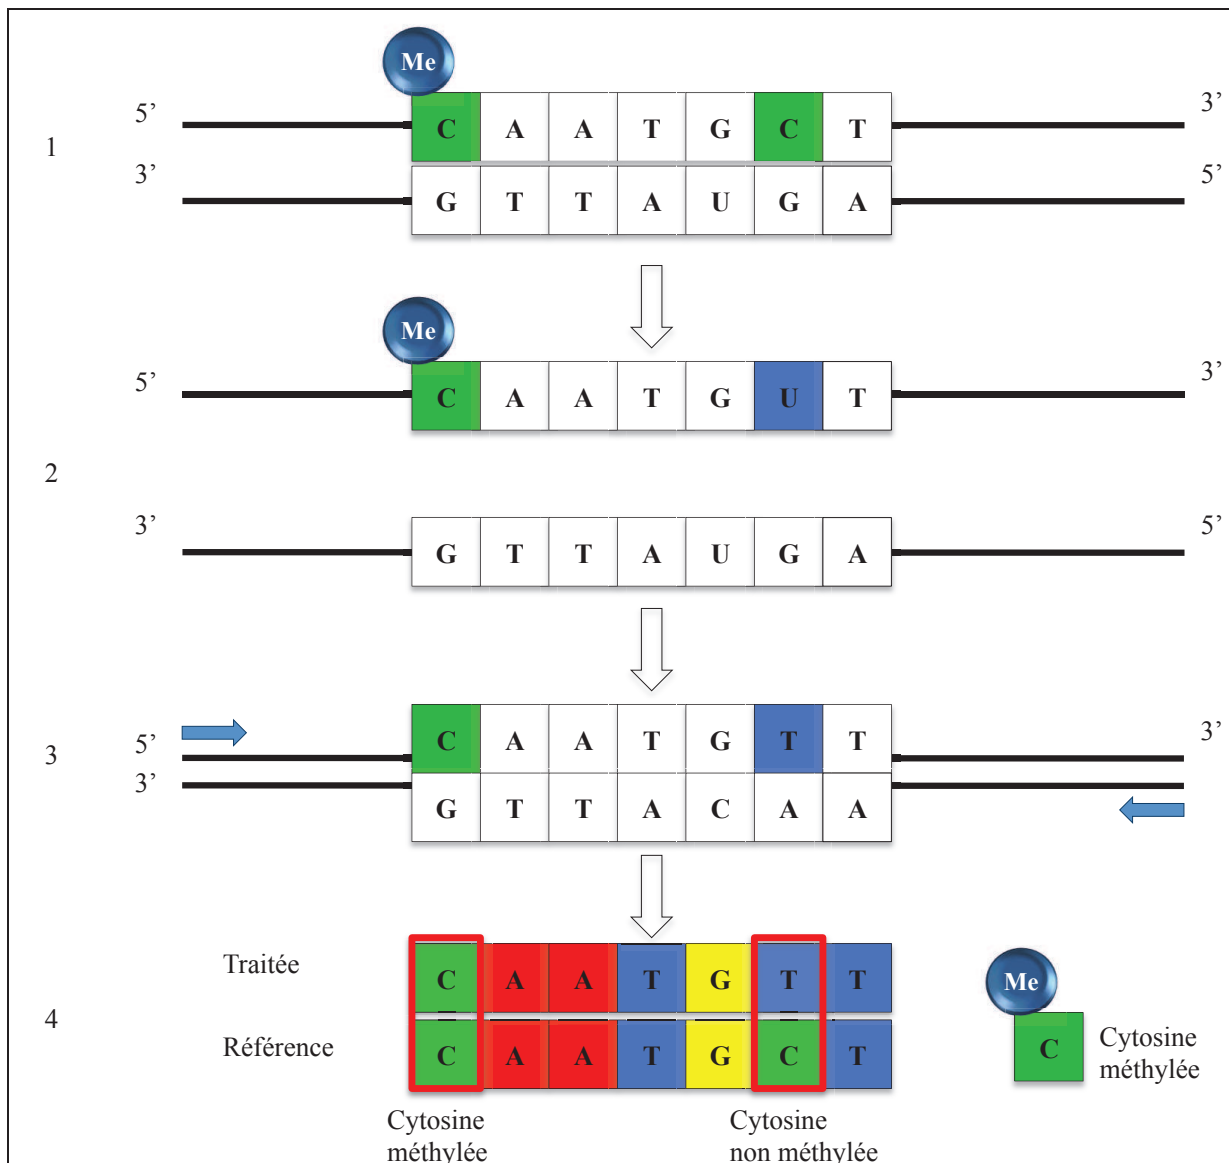 Me
5’ C A A T G C T 3’
1
3’ G T T A U G A 5’
Me
5’ C A A T G U T 3’
2
3’ G T T A U G A 5’
C A A T G T T
3 5’ 3’
3’ G T T A C A A
Traitée C A A T G T T
Me
4
Référence C A A T G C T
C Cytosine
méthylée
Cytosine
méthylée
Cytosine
non méthylée